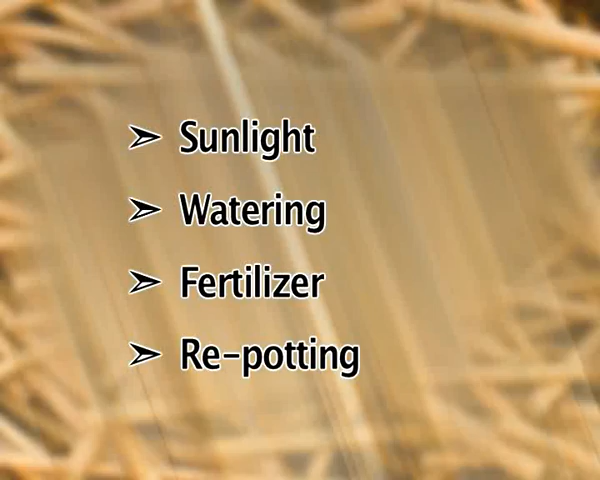 ➢ Sunlight
➢ Watering
➢ Fertilizer
➢ Re-potting